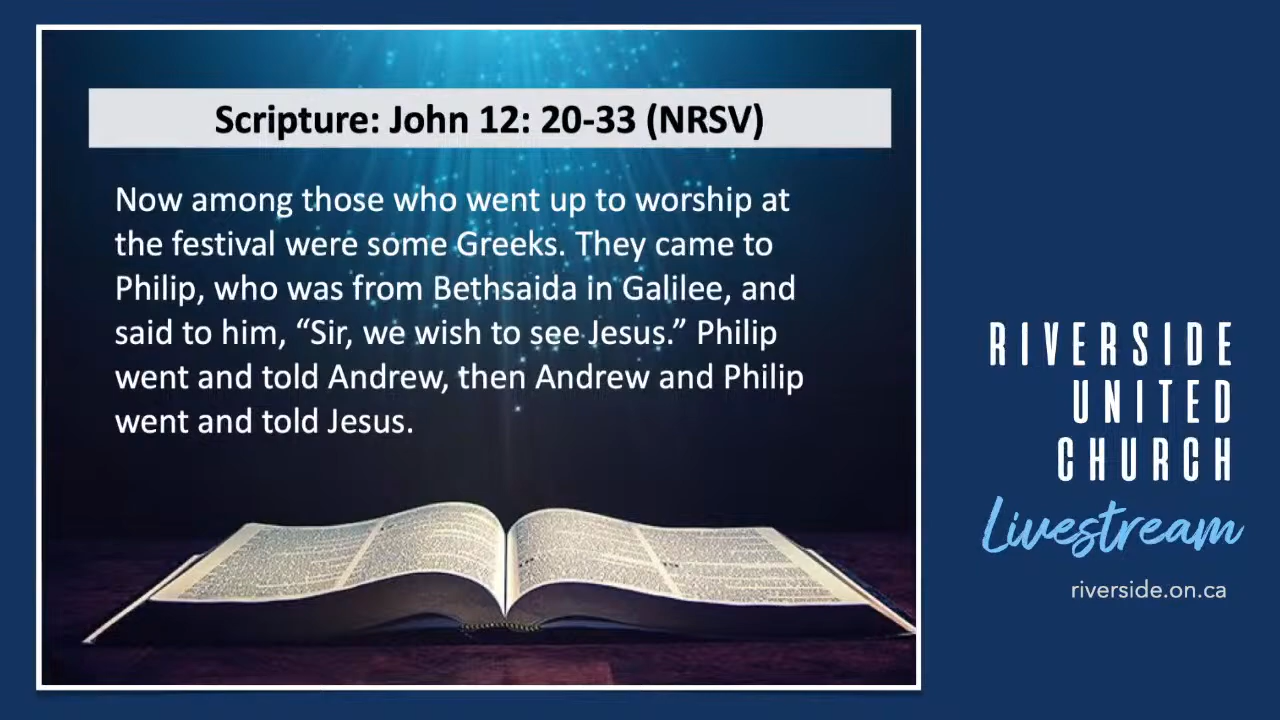 Scripture: John 12: 20-33 (NRSV)
Now among those who went up to worship at
the festival were some Greeks. They came to
Philip, who was from Bethsaida in Galilee, and
said to him, “Sir, we wish to see Jesus.” Philip
went and told Andrew, then Andrew and Philip
went and told Jesus.
RIVERSIDE
UNITED
CHURCH
Livestream
riverside.on.ca